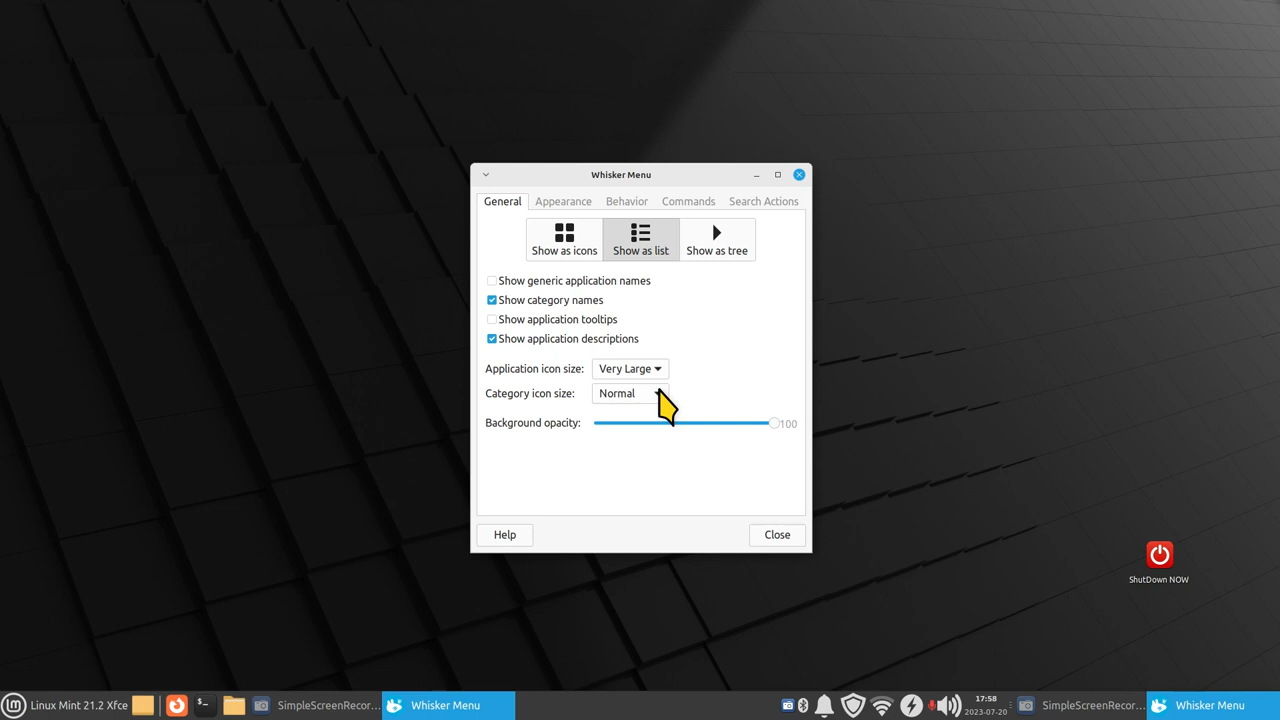 Whisker Menu
General Appearance Behavior Commands Search Actions
Show as icons Show as list Show as tree
Show generic application names
Show category names
Show application tooltips
Show application descriptions
Application icon size: Very Large
Category icon size: Normal
Background opacity: 100
Help Close
ShutDown NOW
Linux Mint 21.2 Xfce SimpleScreenRecor... Whisker Menu 17:58 SimpleScreenRecor... Whisker Menu
2023-07-20